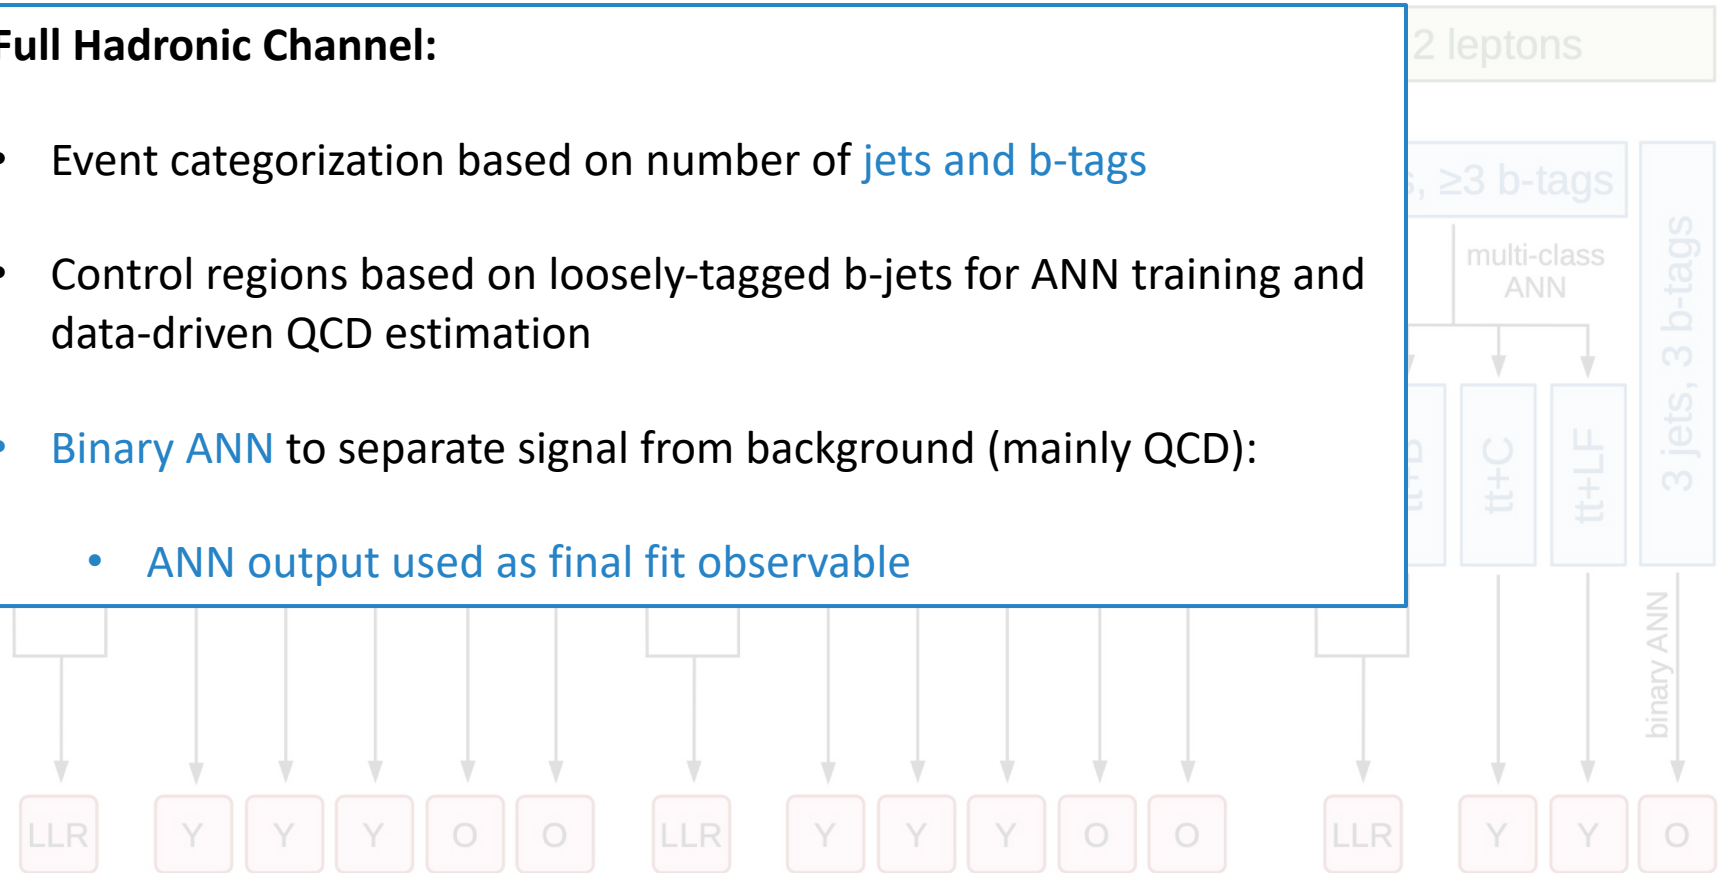 Full Hadronic Channel:
• Event categorization based on number of jets and b-tags
• Control regions based on loosely-tagged b-jets for ANN training and
data-driven QCD estimation
• Binary ANN to separate signal from background (mainly QCD):
• ANN output used as final fit observable
2 leptons
≥3 b-tags
multi-class
ANN
3 jets, 3 b-tags
tt+C
tt+LF
binary ANN
LLR Y Y Y O O LLR Y Y Y O O LLR Y Y O